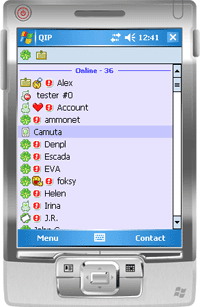 QIP 12:41
Online - 36
Alex
tester #0
Account
ammonet
Camuta
Denpl
Escada
EVA
foksy
Helen
Irina
J.R.
Menu Contact